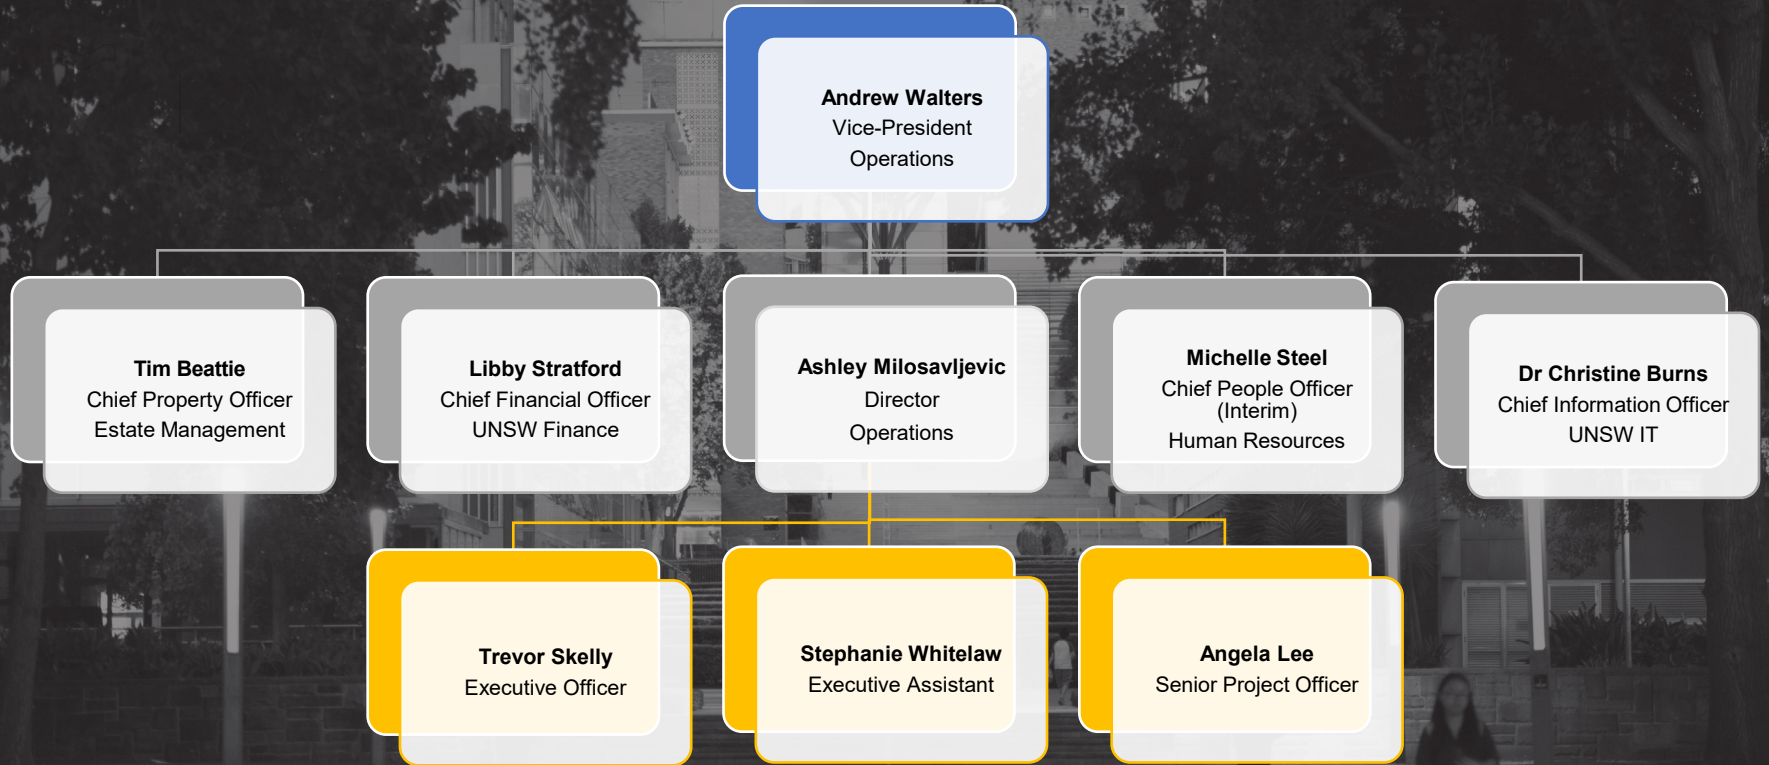 Andrew Walters
Vice-President
Operations
Tim Beattie
Chief Property Officer
Estate Management
Libby Stratford
Chief Financial Officer
UNSW Finance
Ashley Milosavljevic
Director
Operations
Michelle Steel
Chief People Officer
(Interim)
Human Resources
Dr Christine Burns
Chief Information Officer
UNSW IT
Trevor Skelly
Executive Officer
Stephanie Whitelaw
Executive Assistant
Angela Lee
Senior Project Officer